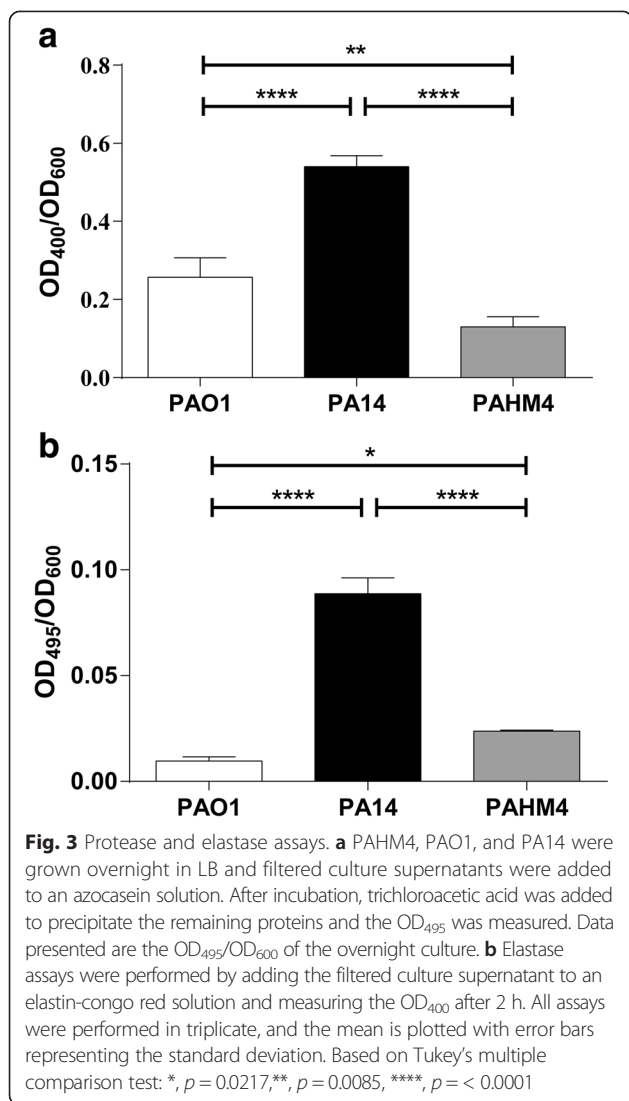 a
**
****
****
0.8
0.6
0.4
0.2
0.0
OD400/OD600
PAO1
PA14
PAHM4
b
*
****
****
0.15
0.10
0.05
0.00
OD495/OD600
PAO1
PA14
PAHM4
Fig. 3 Protease and elastase assays. a PAHM4, PAO1, and PA14 were
grown overnight in LB and filtered culture supernatants were added
to an azocasein solution. After incubation, trichloroacetic acid was added
to precipitate the remaining proteins and the OD495 was measured. Data
presented are the OD495/OD600 of the overnight culture. b Elastase
assays were performed by adding the filtered culture supernatant to an
elastin-congo red solution and measuring the OD400 after 2 h. All assays
were performed in triplicate, and the mean is plotted with error bars
representing the standard deviation. Based on Tukey's multiple
comparison test: *, p = 0.0217,**, p = 0.0085, ****, p = < 0.0001